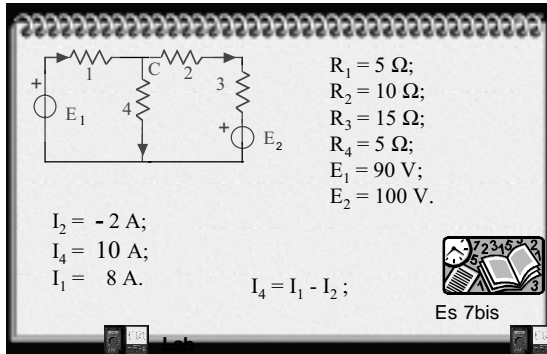 1
C
2
3
4
+
E₁
+
E₂
R₁ = 5 Ω;
R₂ = 10 Ω;
R₃ = 15 Ω;
R₄ = 5 Ω;
E₁ = 90 V;
E₂ = 100 V.
I₂ = - 2 A;
I₄ = 10 A;
I₁ = 8 A.
I₄ = I₁ - I₂ ;
Es 7bis
Lab